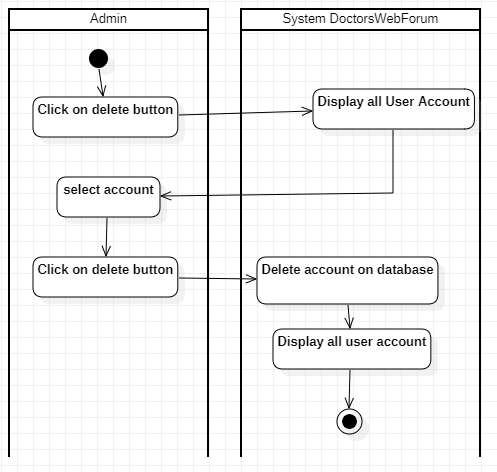 Admin
System DoctorsWebForum
Click on delete button
Display all User Account
select account
Click on delete button
Delete account on database
Display all user account